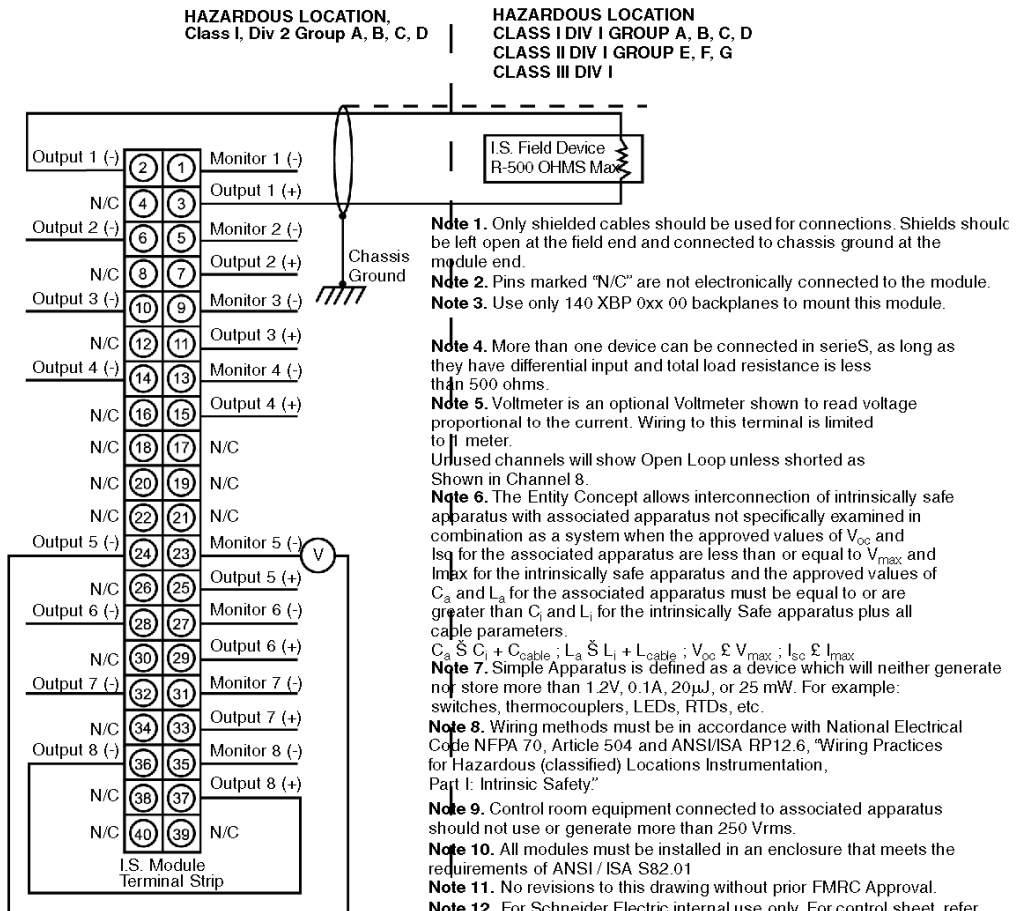 HAZARDOUS LOCATION,
Class I, Div 2 Group A, B, C, D
HAZARDOUS LOCATION
CLASS I DIV I GROUP A, B, C, D
CLASS II DIV I GROUP E, F, G
CLASS III DIV I
I.S. Field Device
R-500 OHMS Max
Output 1 (-) 2 1 Monitor 1 (-)
N/C 4 3 Output 1 (+)
Output 2 (-) 6 5 Monitor 2 (-)
N/C 8 7 Output 2 (+)
Output 3 (-) 10 9 Monitor 3 (-)
N/C 12 11 Output 3 (+)
Output 4 (-) 14 13 Monitor 4 (-)
N/C 16 15 Output 4 (+)
N/C 18 17 N/C
N/C 20 19 N/C
N/C 22 21 N/C
Output 5 (-) 24 23 Monitor 5 (-) V
N/C 26 25 Output 5 (+)
Output 6 (-) 28 27 Monitor 6 (-)
N/C 30 29 Output 6 (+)
Output 7 (-) 32 31 Monitor 7 (-)
N/C 34 33 Output 7 (+)
Output 8 (-) 36 35 Monitor 8 (-)
N/C 38 37 Output 8 (+)
N/C 40 39 N/C
I.S. Module
Terminal Strip
Chassis
Ground
Note 1. Only shielded cables should be used for connections. Shields should
be left open at the field end and connected to chassis ground at the
module end.
Note 2. Pins marked “N/C” are not electronically connected to the module.
Note 3. Use only 140 XBP 0xx 00 backplanes to mount this module.
Note 4. More than one device can be connected in serieS, as long as
they have differential input and total load resistance is less
than 500 ohms.
Note 5. Voltmeter is an optional Voltmeter shown to read voltage
proportional to the current. Wiring to this terminal is limited
to 1 meter.
Unused channels will show Open Loop unless shorted as
Shown in Channel 8.
Note 6. The Entity Concept allows interconnection of intrinsically safe
apparatus with associated apparatus not specifically examined in
combination as a system when the approved values of Voc and
Isc for the associated apparatus are less than or equal to Vmax and
Imax for the intrinsically safe apparatus and the approved values of
Ca and La for the associated apparatus must be equal to or are
greater than Ci and Li for the intrinsically Safe apparatus plus all
cable parameters.
Ca Š Ci + Ccable ; La Š Li + Lcable ; Voc £ Vmax ; Isc £ Imax
Note 7. Simple Apparatus is defined as a device which will neither generate
nor store more than 1.2V, 0.1A, 20µJ, or 25 mW. For example:
switches, thermocouplers, LEDs, RTDs, etc.
Note 8. Wiring methods must be in accordance with National Electrical
Code NFPA 70, Article 504 and ANSI/ISA RP12.6, “Wiring Practices
for Hazardous (classified) Locations Instrumentation,
Part I: Intrinsic Safety.”
Note 9. Control room equipment connected to associated apparatus
should not use or generate more than 250 Vrms.
Note 10. All modules must be installed in an enclosure that meets the
requirements of ANSI / ISA S82.01
Note 11. No revisions to this drawing without prior FMRC Approval.
Note 12. For Schneider Electric internal use only. For control sheet, refer